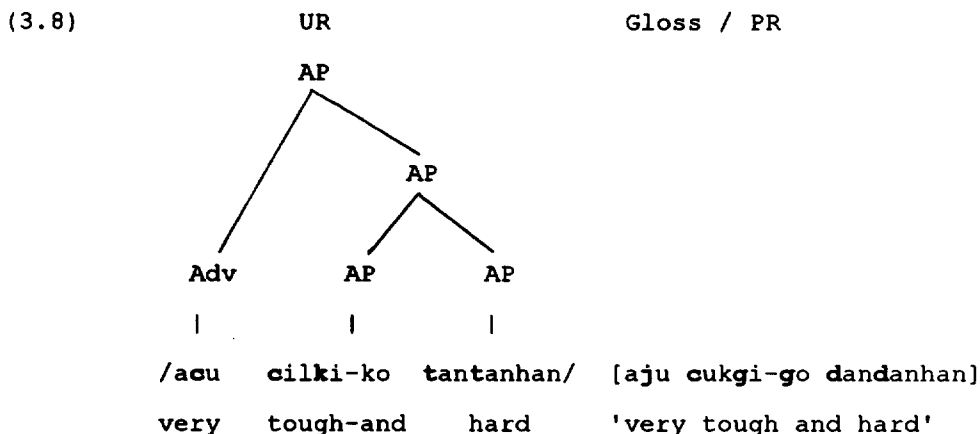 (3.8) UR Gloss / PR
AP
AP
Adv AP AP
/acu cilki-ko tantanhan/ [aju cukgi-go dandanhan]
very tough-and hard 'very tough and hard'